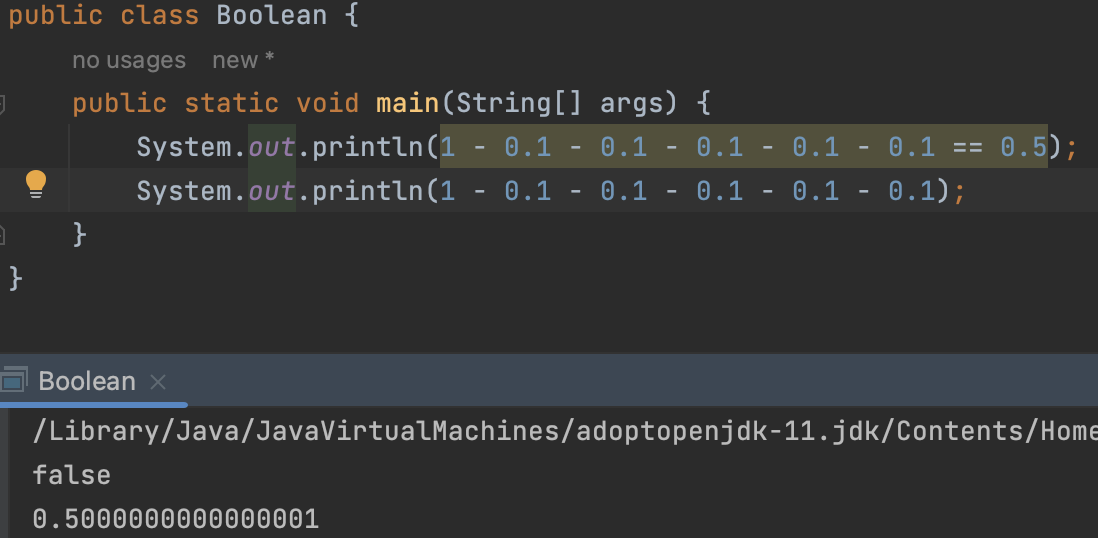 public class Boolean {
no usages new *
public static void main(String[] args) {
System.out.println(1 - 0.1 - 0.1 - 0.1 - 0.1 - 0.1 == 0.5);
System.out.println(1 - 0.1 - 0.1 - 0.1 - 0.1 - 0.1);
}
}
Boolean
/Library/Java/JavaVirtualMachines/adoptopenjdk-11.jdk/Contents/Home
false
0.5000000000000001